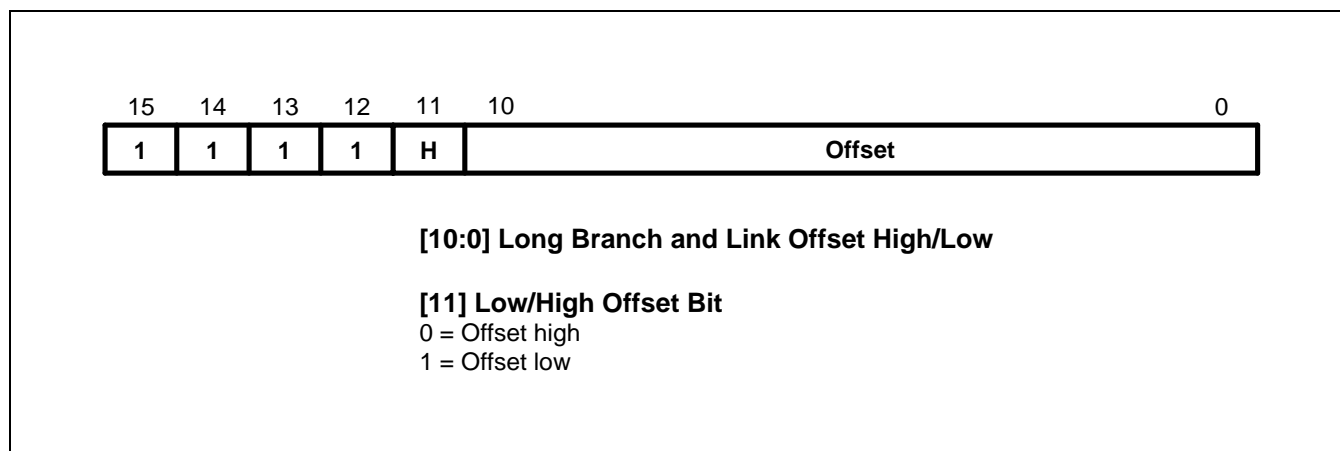 15 14 13 12 11 10 0
1 1 1 1 H Offset
[10:0] Long Branch and Link Offset High/Low
[11] Low/High Offset Bit
0 = Offset high
1 = Offset low